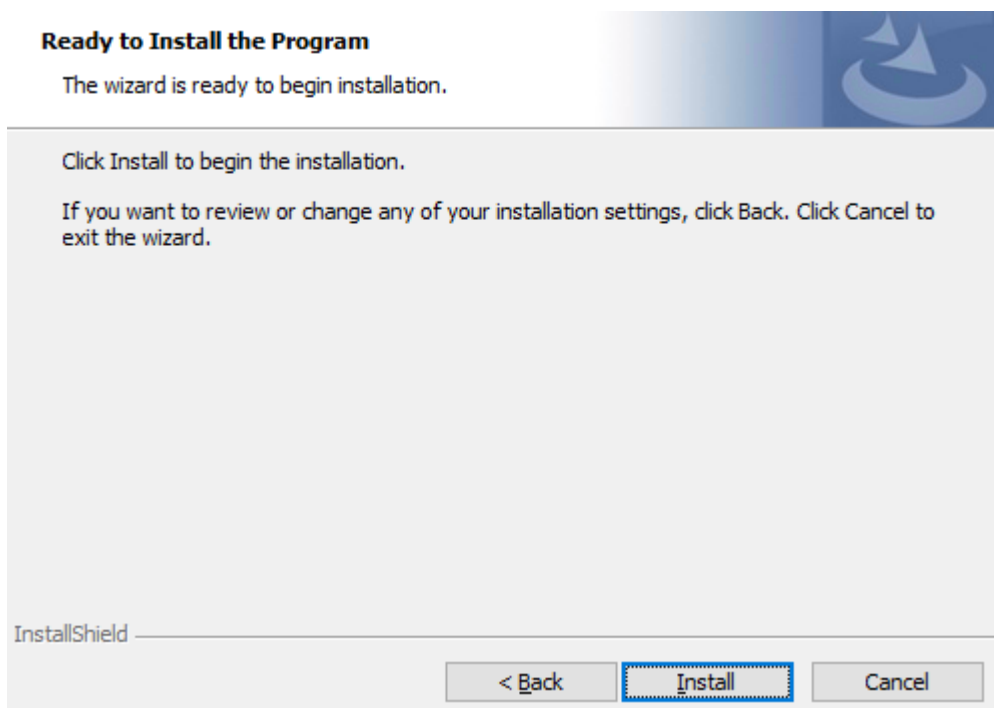 Ready to Install the Program
The wizard is ready to begin installation.
Click Install to begin the installation.
If you want to review or change any of your installation settings, click Back. Click Cancel to
exit the wizard.
InstallShield
< Back
Install
Cancel